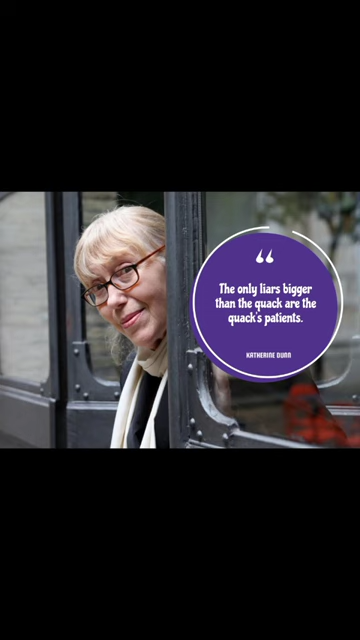 “
The only liars bigger
than the quack are the
quack's patients.
KATHERINE DUNN